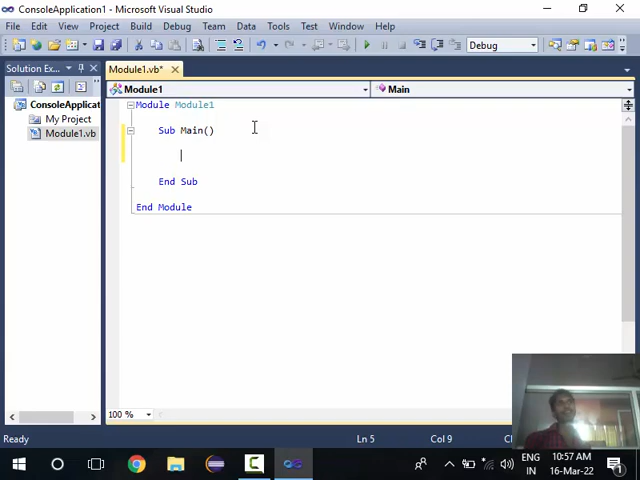 ConsoleApplication1 - Microsoft Visual Studio
File Edit View Project Build Debug Team Data Tools Test Window Help
Debug
Solution Ex...
Module1.vb*
Module1
Main
ConsoleApplicat
My Project
Module1.vb
Module Module1
Sub Main()
End Sub
End Module
100 %
Ready
Ln 5
Col 9
C
ENG
IN
10:57 AM
16-Mar-22